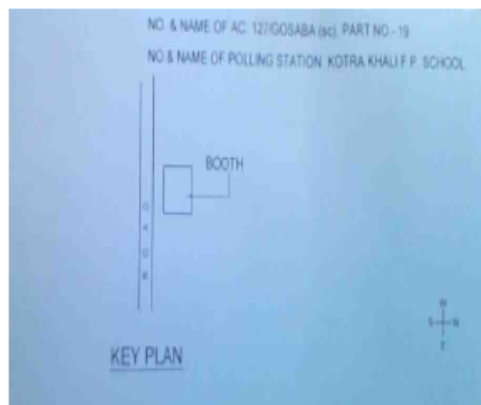 NO. & NAME OF AC. 127/GOSABA (sc), PART NO.- 19
NO & NAME OF POLLING STATION KOTRA KHALI F.P. SCHOOL
BOOTH
ROAD
W
S N
E
KEY PLAN